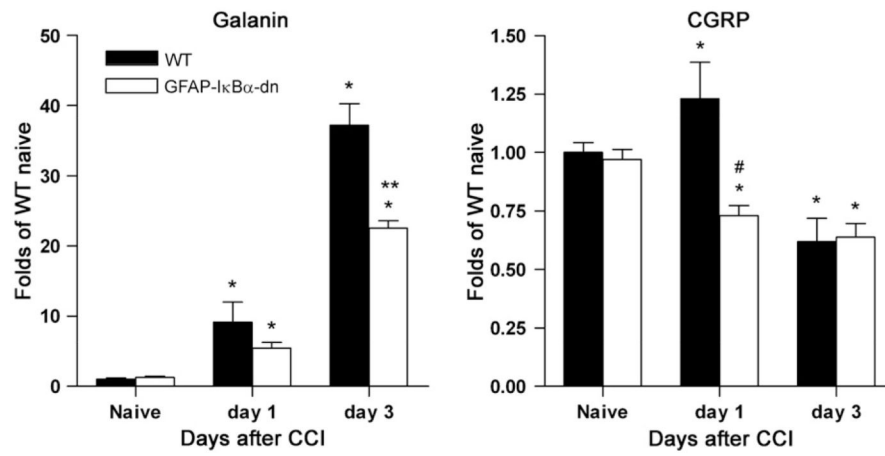 Galanin
Folds of WT naive
50
40
30
20
10
0
WT
GFAP-IκBα-dn
*
*
*
**
*
Naive
day 1
day 3
Days after CCI
CGRP
Folds of WT naive
1.50
1.25
1.00
0.75
0.50
0.25
0.00
*
#
*
*
*
Naive
day 1
day 3
Days after CCI